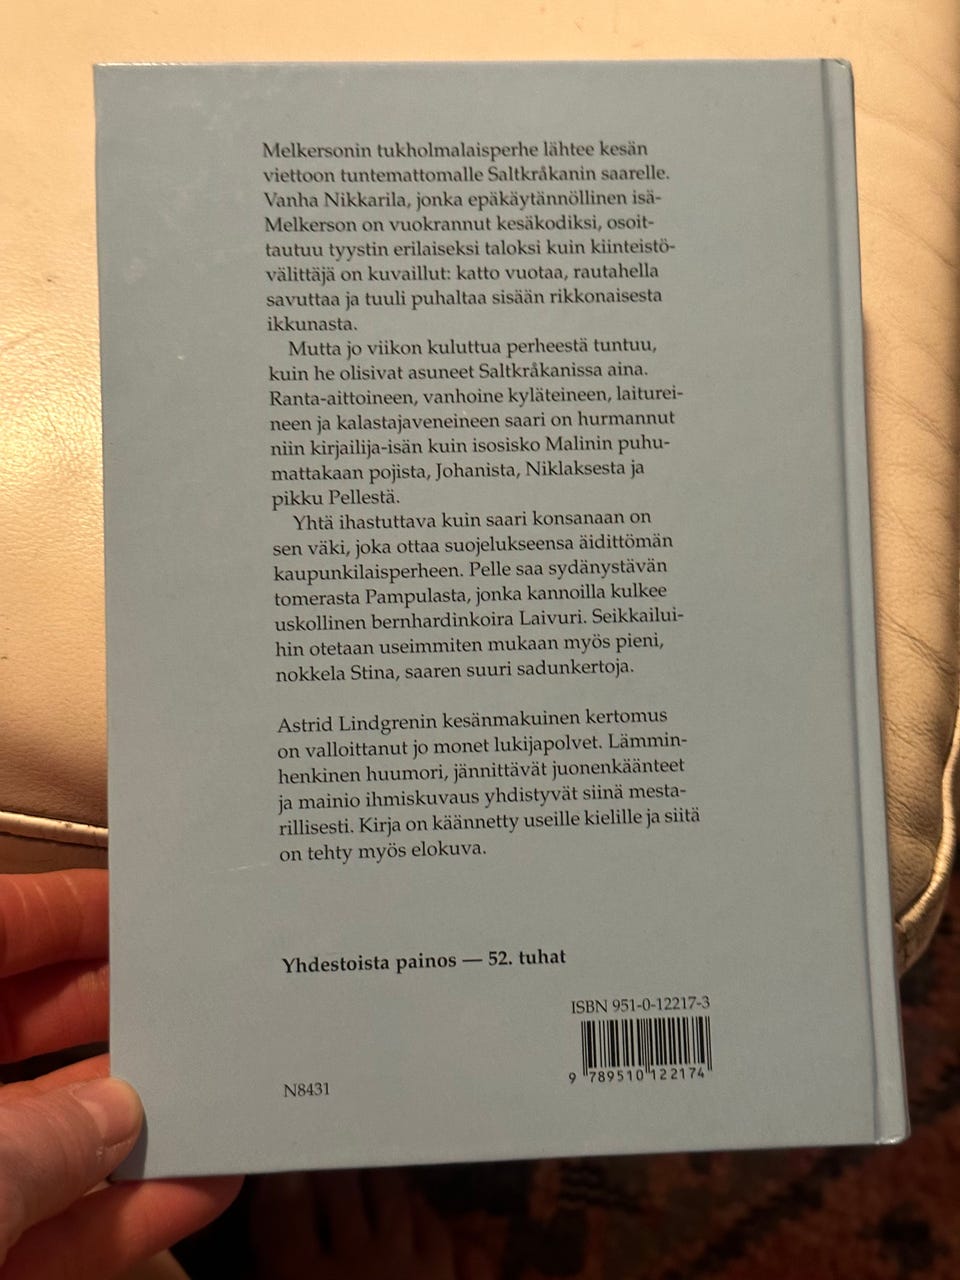 Melkersonin tukholmalaisperhe lähtee kesän
viettoon tuntemattomalle Saltkråkanin saarelle.
Vanha Nikkarila, jonka epäkäytännöllinen isä-
Melkerson on vuokrannut kesäkodiksi, osoit-
tautuu tyystin erilaiseksi taloksi kuin kiinteistö-
välittäjä on kuvaillut: katto vuotaa, rautahella
savuttaa ja tuuli puhaltaa sisään rikkonaisesta
ikkunasta.
Mutta jo viikon kuluttua perheestä tuntuu,
kuin he olisivat asuneet Saltkråkanissa aina.
Ranta-aittoineen, vanhoine kyläteineen, laiturei-
neen ja kalastajaveneineen saari on hurmannut
niin kirjailija-isän kuin isosisko Malinin puhu-
mattakaan pojista, Johanista, Niklaksesta ja
pikku Pellestä.
Yhtä ihastuttava kuin saari konsanaan on
sen väki, joka ottaa suojelukseensa äidittömän
kaupunkilaisperheen. Pelle saa sydänystävän
tomerasta Pampulasta, jonka kannoilla kulkee
uskollinen bernhardinkoira Laivuri. Seikkailui-
hin otetaan useimmiten mukaan myös pieni,
nokkela Stina, saaren suuri sadunkertoja.
Astrid Lindgrenin kesänmakuinen kertomus
on valloittanut jo monet lukijapolvet. Lämmin-
henkinen huumori, jännittävät juonenkäänteet
ja mainio ihmiskuvaus yhdistyvät siinä mesta-
rillisesti. Kirja on käännetty useille kielille ja siitä
on tehty myös elokuva.
Yhdestoista painos — 52. tuhat
ISBN 951-0-12217-3
9 789510 122174
N8431